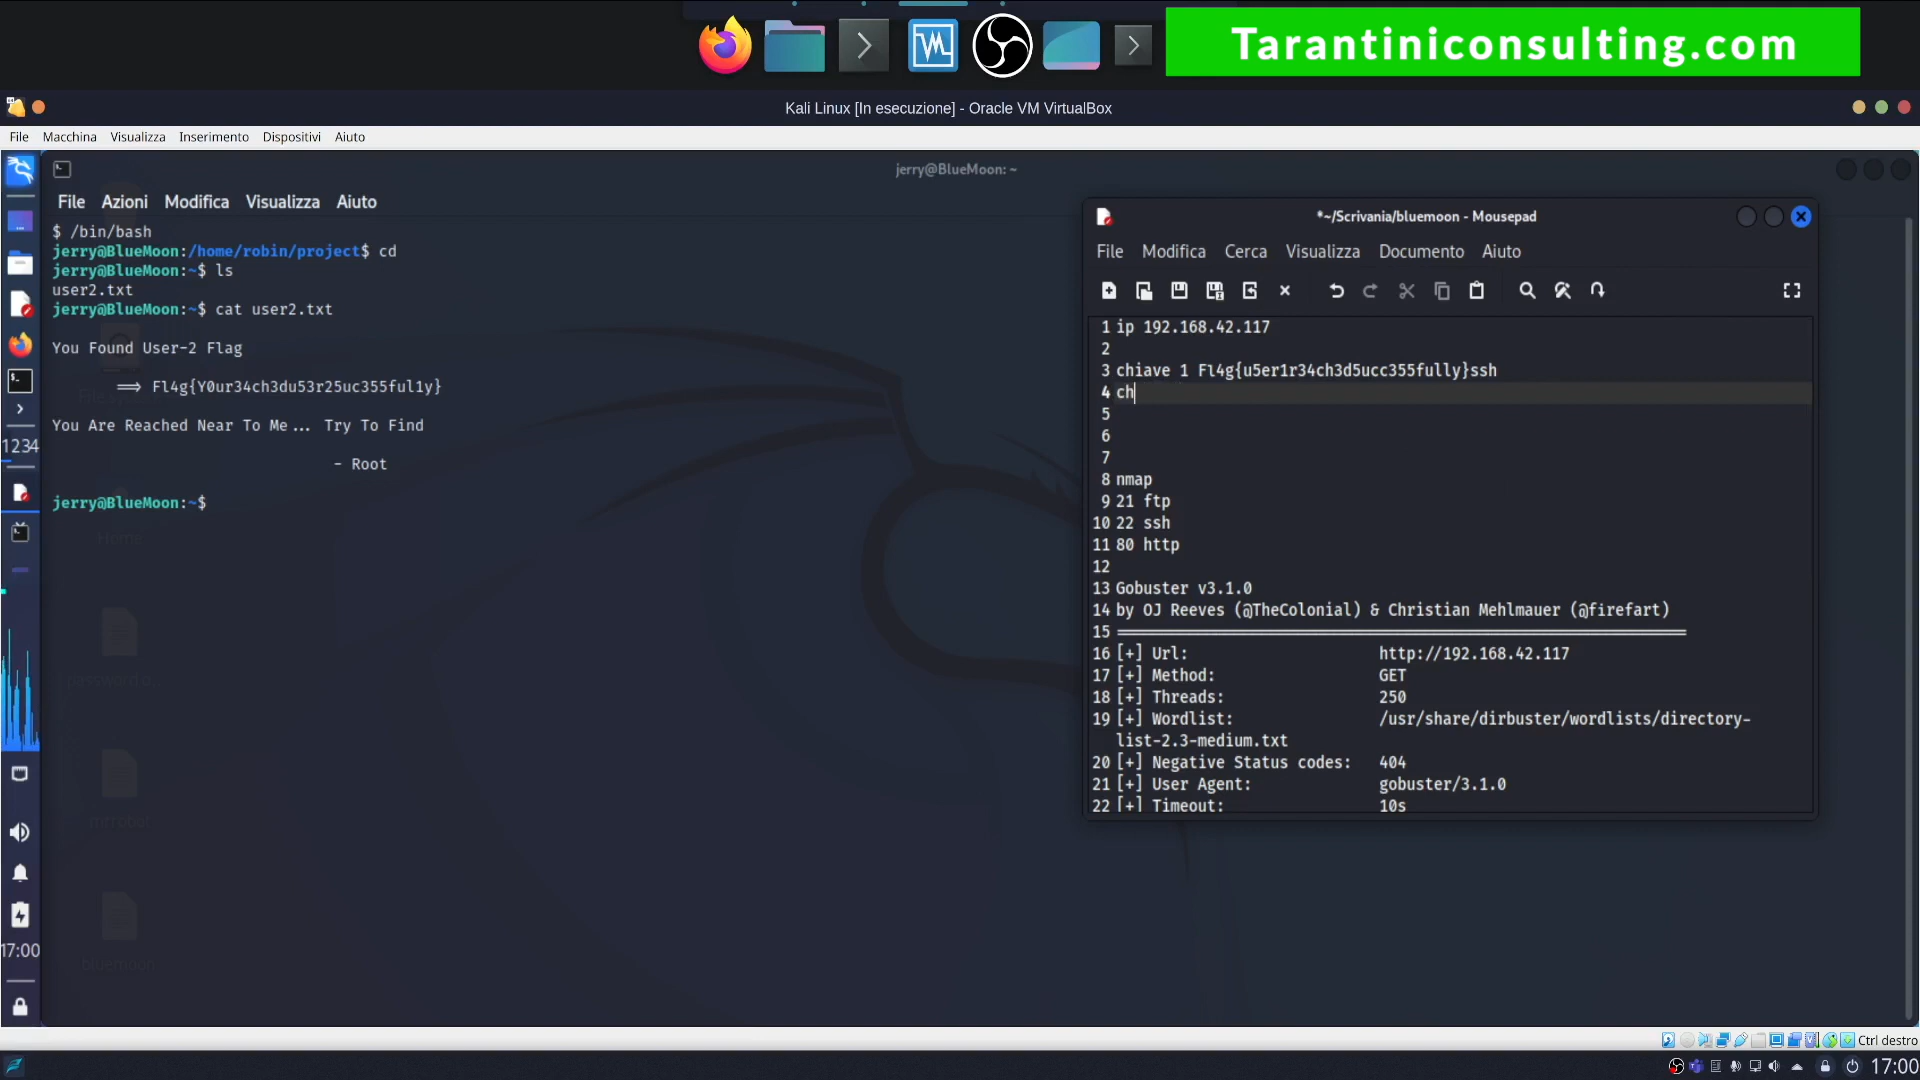 Tarantiniconsulting.com
Kali Linux [In esecuzione] - Oracle VM VirtualBox
File Macchina Visualizza Inserimento Dispositivi Aiuto
jerry@BlueMoon: ~
File Azioni Modifica Visualizza Aiuto
$ /bin/bash
jerry@BlueMoon:/home/robin/project$ cd
jerry@BlueMoon:~$ ls
user2.txt
jerry@BlueMoon:~$ cat user2.txt
You Found User-2 Flag
⟹ Fl4g{Y0ur34ch3du53r25uc355ful1y}
You Are Reached Near To Me... Try To Find
- Root
jerry@BlueMoon:~$
Home
bluemoon
1234
17:00
*~/Scrivania/bluemoon - Mousepad
File Modifica Cerca Visualizza Documento Aiuto
1 ip 192.168.42.117
2
3 chiave 1 Fl4g{u5er1r34ch3d5ucc355fully}ssh
4 ch
5
6
7
8 nmap
9 21 ftp
10 22 ssh
11 80 http
12
13 Gobuster v3.1.0
14 by OJ Reeves (@TheColonial) & Christian Mehlmauer (@firefart)
15 ===============================================================
16 [+] Url: http://192.168.42.117
17 [+] Method: GET
18 [+] Threads: 250
19 [+] Wordlist: /usr/share/dirbuster/wordlists/directory-
list-2.3-medium.txt
20 [+] Negative Status codes: 404
21 [+] User Agent: gobuster/3.1.0
22 [+] Timeout: 10s
Ctrl destro
17:00